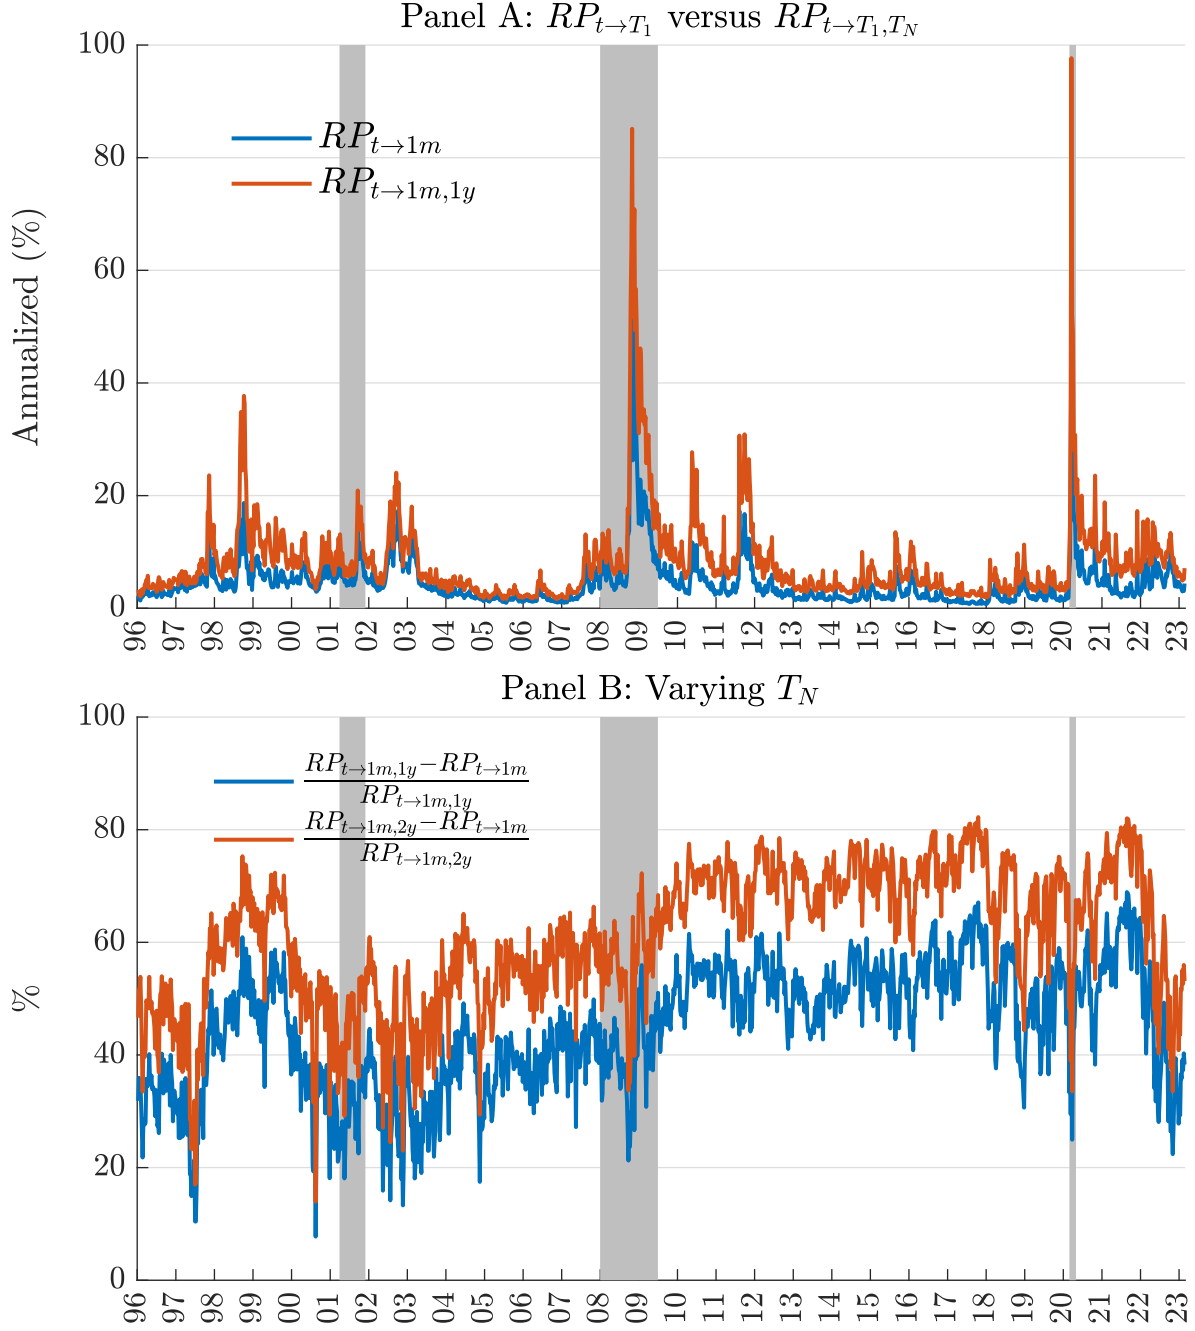 Panel A: RP_{t→T_1} versus RP_{t→T_1,T_N}
100
80
60
40
20
0
Annualized (%)
RP_{t→1m}
RP_{t→1m,1y}
96 97 98 99 00 01 02 03 04 05 06 07 08 09 10 11 12 13 14 15 16 17 18 19 20 21 22 23
Panel B: Varying T_N
100
80
60
40
20
0
%
RP_{t→1m,1y}−RP_{t→1m}
RP_{t→1m,1y}
RP_{t→1m,2y}−RP_{t→1m}
RP_{t→1m,2y}
96 97 98 99 00 01 02 03 04 05 06 07 08 09 10 11 12 13 14 15 16 17 18 19 20 21 22 23